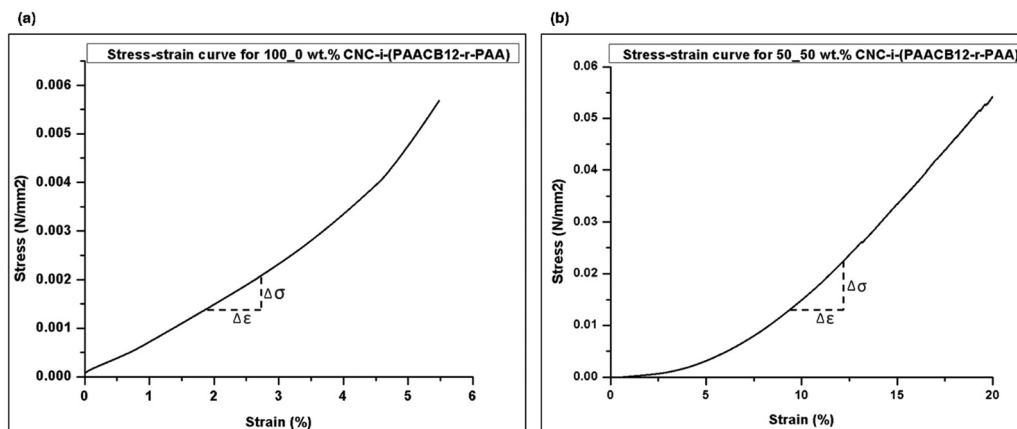 (a)
Stress-strain curve for 100_0 wt.% CNC-i-(PAACB12-r-PAA)
Stress (N/mm2)
0.006
0.005
0.004
0.003
0.002
0.001
0.000
Δσ
Δε
0 1 2 3 4 5 6
Strain (%)
(b)
Stress-strain curve for 50_50 wt.% CNC-i-(PAACB12-r-PAA)
Stress (N/mm2)
0.06
0.05
0.04
0.03
0.02
0.01
0.00
Δσ
Δε
0 5 10 15 20
Strain (%)